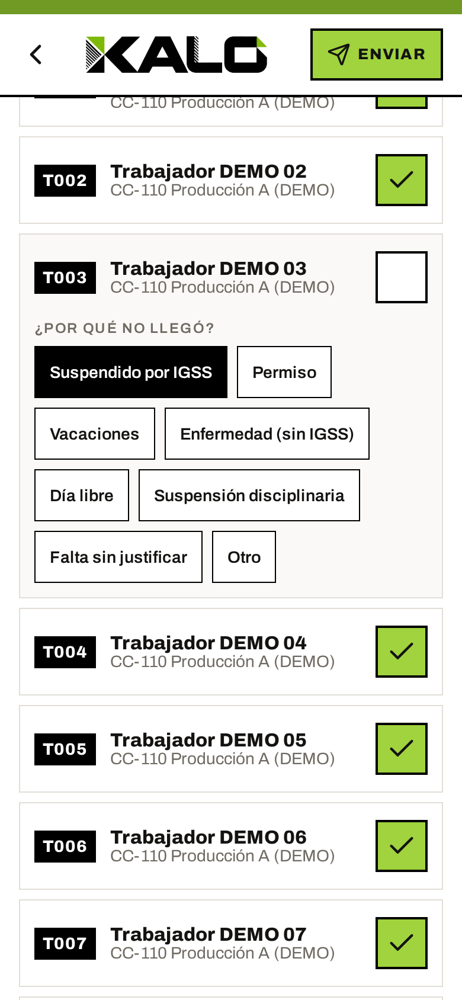 KALO
ENVIAR
CC-110 Producción A (DEMO)
T002
Trabajador DEMO 02
CC-110 Producción A (DEMO)
T003
Trabajador DEMO 03
CC-110 Producción A (DEMO)
¿POR QUÉ NO LLEGÓ?
Suspendido por IGSS
Permiso
Vacaciones
Enfermedad (sin IGSS)
Día libre
Suspensión disciplinaria
Falta sin justificar
Otro
T004
Trabajador DEMO 04
CC-110 Producción A (DEMO)
T005
Trabajador DEMO 05
CC-110 Producción A (DEMO)
T006
Trabajador DEMO 06
CC-110 Producción A (DEMO)
T007
Trabajador DEMO 07
CC-110 Producción A (DEMO)